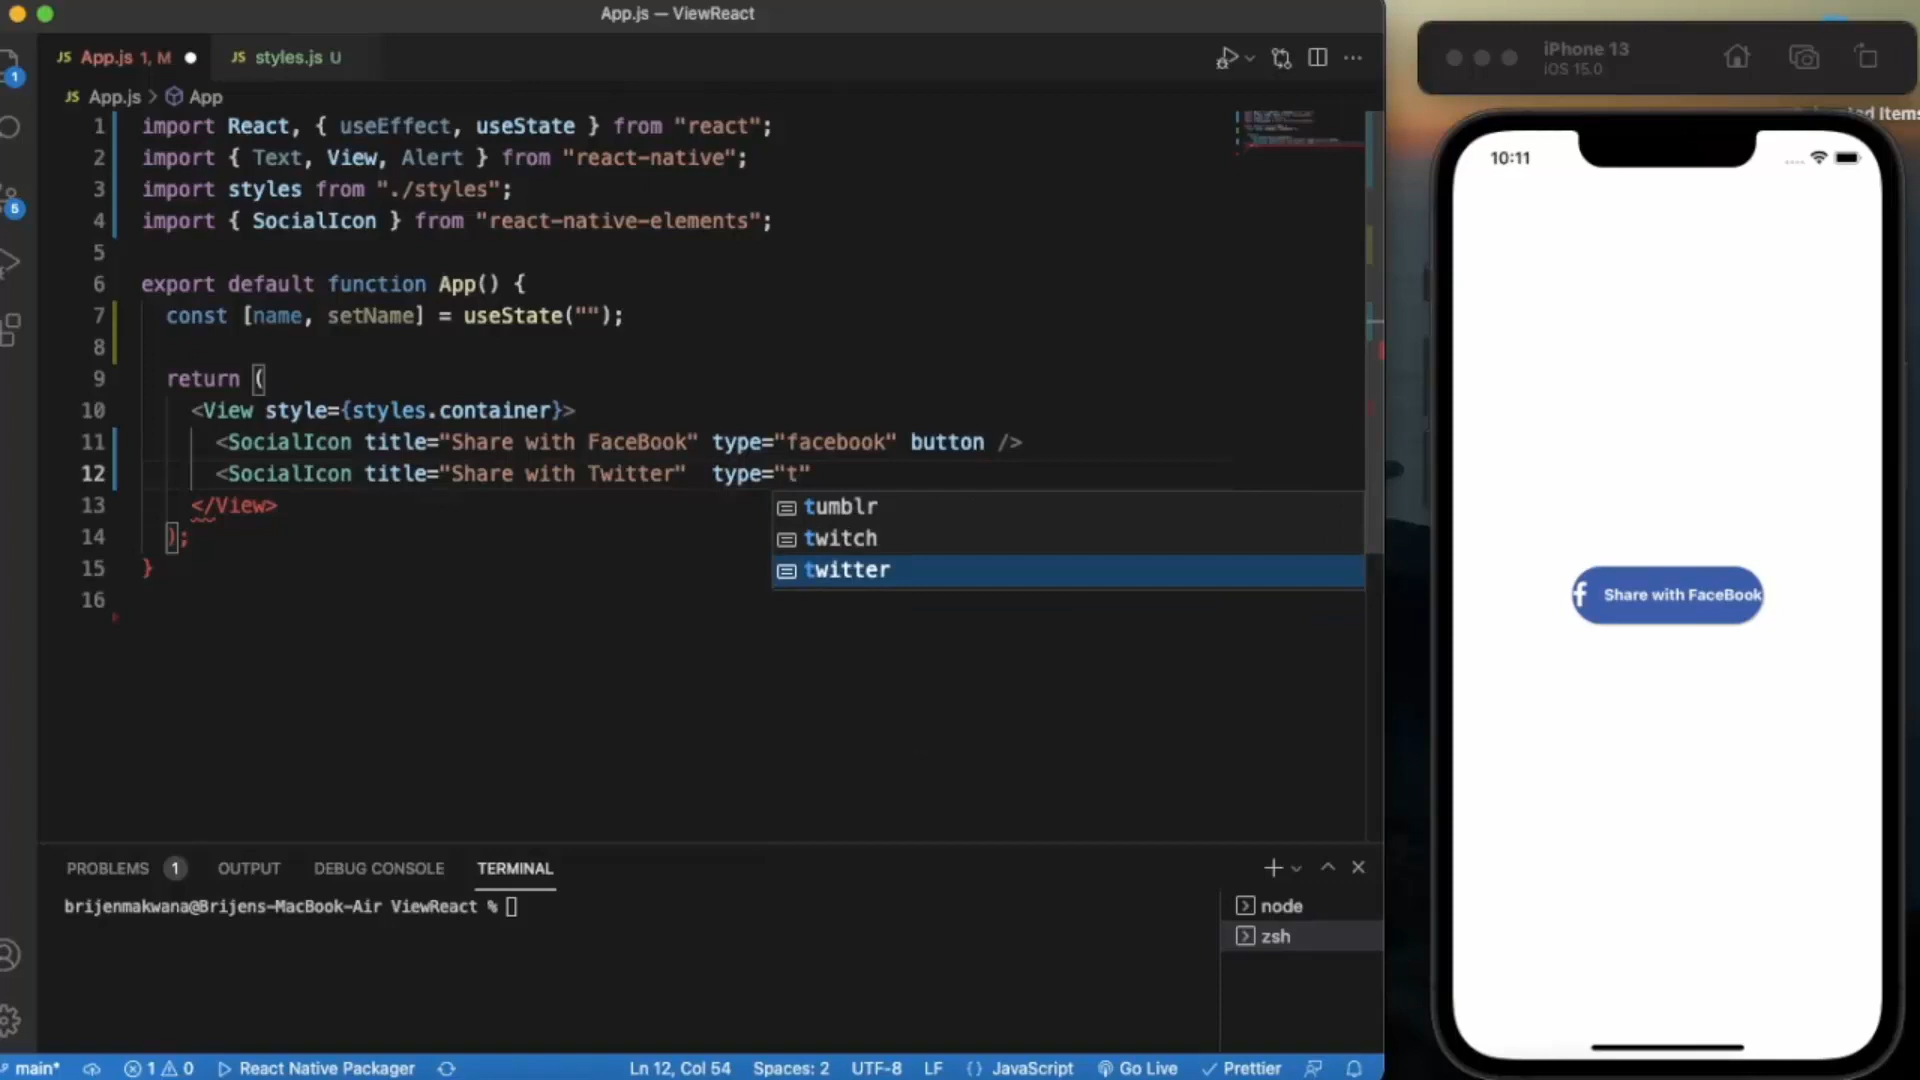 App.js — ViewReact
JS App.js 1, M
JS styles.js U
JS App.js > App
1 import React, { useEffect, useState } from "react";
2 import { Text, View, Alert } from "react-native";
3 import styles from "./styles";
4 import { SocialIcon } from "react-native-elements";
5
6 export default function App() {
7 const [name, setName] = useState("");
8
9 return (
10 <View style={styles.container}>
11 <SocialIcon title="Share with FaceBook" type="facebook" button />
12 <SocialIcon title="Share with Twitter"  type="t"
13 </View>
14 );
15 }
16
tumblr
twitch
twitter
1
5
PROBLEMS 1 OUTPUT DEBUG CONSOLE TERMINAL
brijenmakwana@Brijens-MacBook-Air ViewReact %
node
zsh
main* 1 0 React Native Packager Ln 12, Col 54 Spaces: 2 UTF-8 LF {} JavaScript Go Live Prettier
iPhone 13
iOS 15.0
Items
10:11
f Share with FaceBook